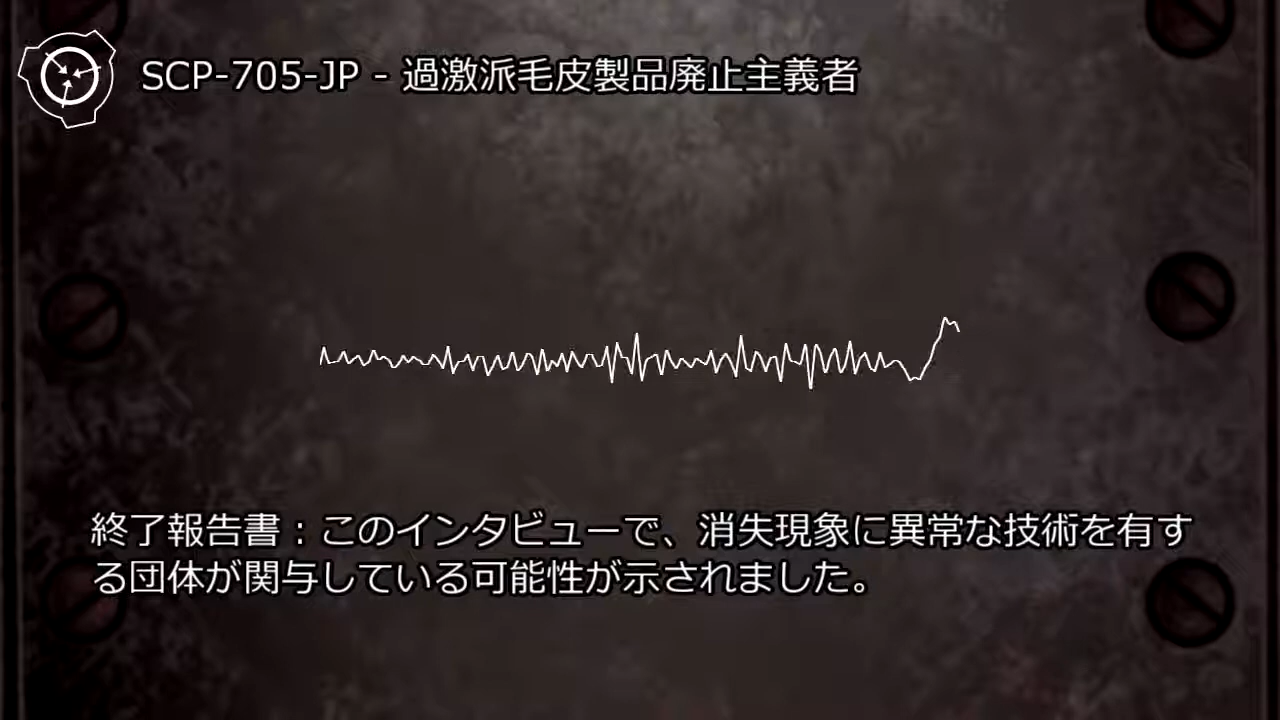 SCP-705-JP - 過激派毛皮製品廃止主義者
終了報告書：このインタビューで、消失現象に異常な技術を有す
る団体が関与している可能性が示されました。